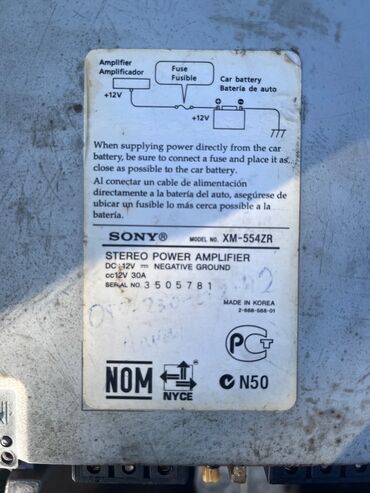 Amplifier
Amplificador
Fuse
Fusible
Car battery
Bateria de auto
+12V
+12V
When supplying power directly from the car
battery, be sure to connect a fuse and place it as
close as possible to the car battery.
Al conectar un cable de alimentación
directamente a la batería del auto, asegúrese de
ubicar un fusible lo más cerca possible a la
batería.
SONY® MODEL NO. XM-554ZR
STEREO POWER AMPLIFIER
DC 12V NEGATIVE GROUND
cc12V 30A
SERIAL NO. 3505781
MADE IN KOREA
2-668-568-01
NOM
NYCE
N50